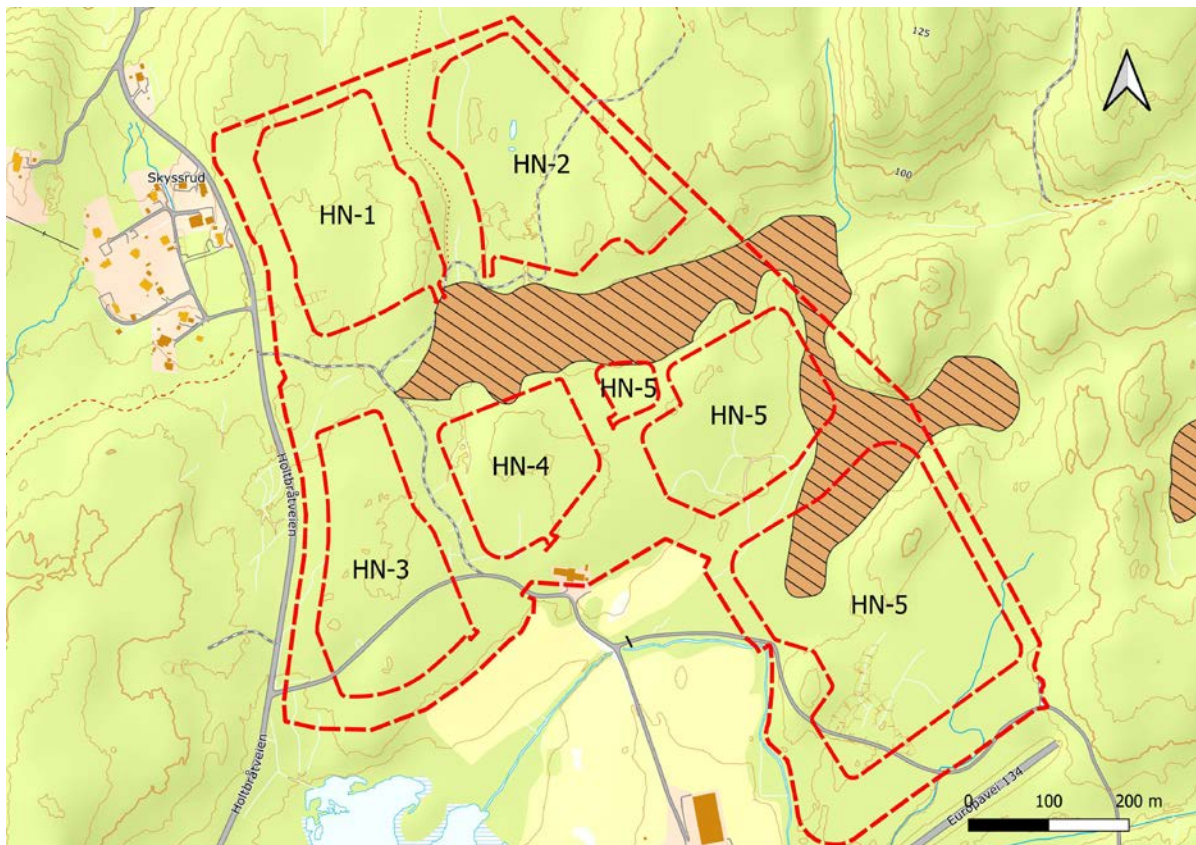 125
HN-2
100
Skyssrud
HN-1
HN-5
HN-5
HN-4
Holtbråtveien
HN-3
HN-5
Holtbråtveien
Europavei 134
0 100 200 m